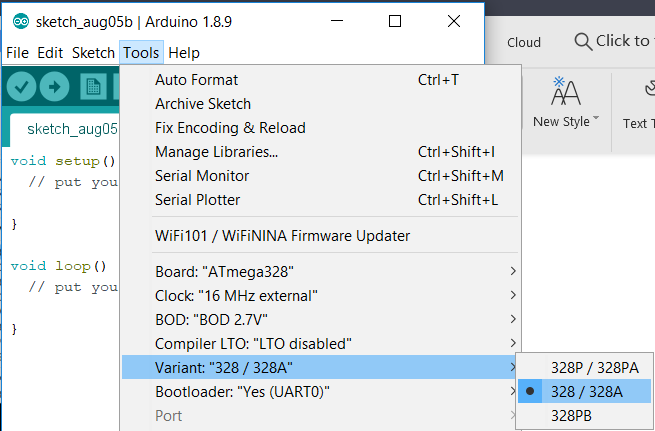 sketch_aug05b | Arduino 1.8.9
File Edit Sketch Tools Help
Cloud
Click to
New Style
Text T
sketch_aug05
void setup()
// put you
}
void loop()
// put you
}
Auto Format Ctrl+T
Archive Sketch
Fix Encoding & Reload
Manage Libraries... Ctrl+Shift+I
Serial Monitor Ctrl+Shift+M
Serial Plotter Ctrl+Shift+L
WiFi101 / WiFiNINA Firmware Updater
Board: "ATmega328"
Clock: "16 MHz external"
BOD: "BOD 2.7V"
Compiler LTO: "LTO disabled"
Variant: "328 / 328A"
Bootloader: "Yes (UART0)"
Port
328P / 328PA
328 / 328A
328PB